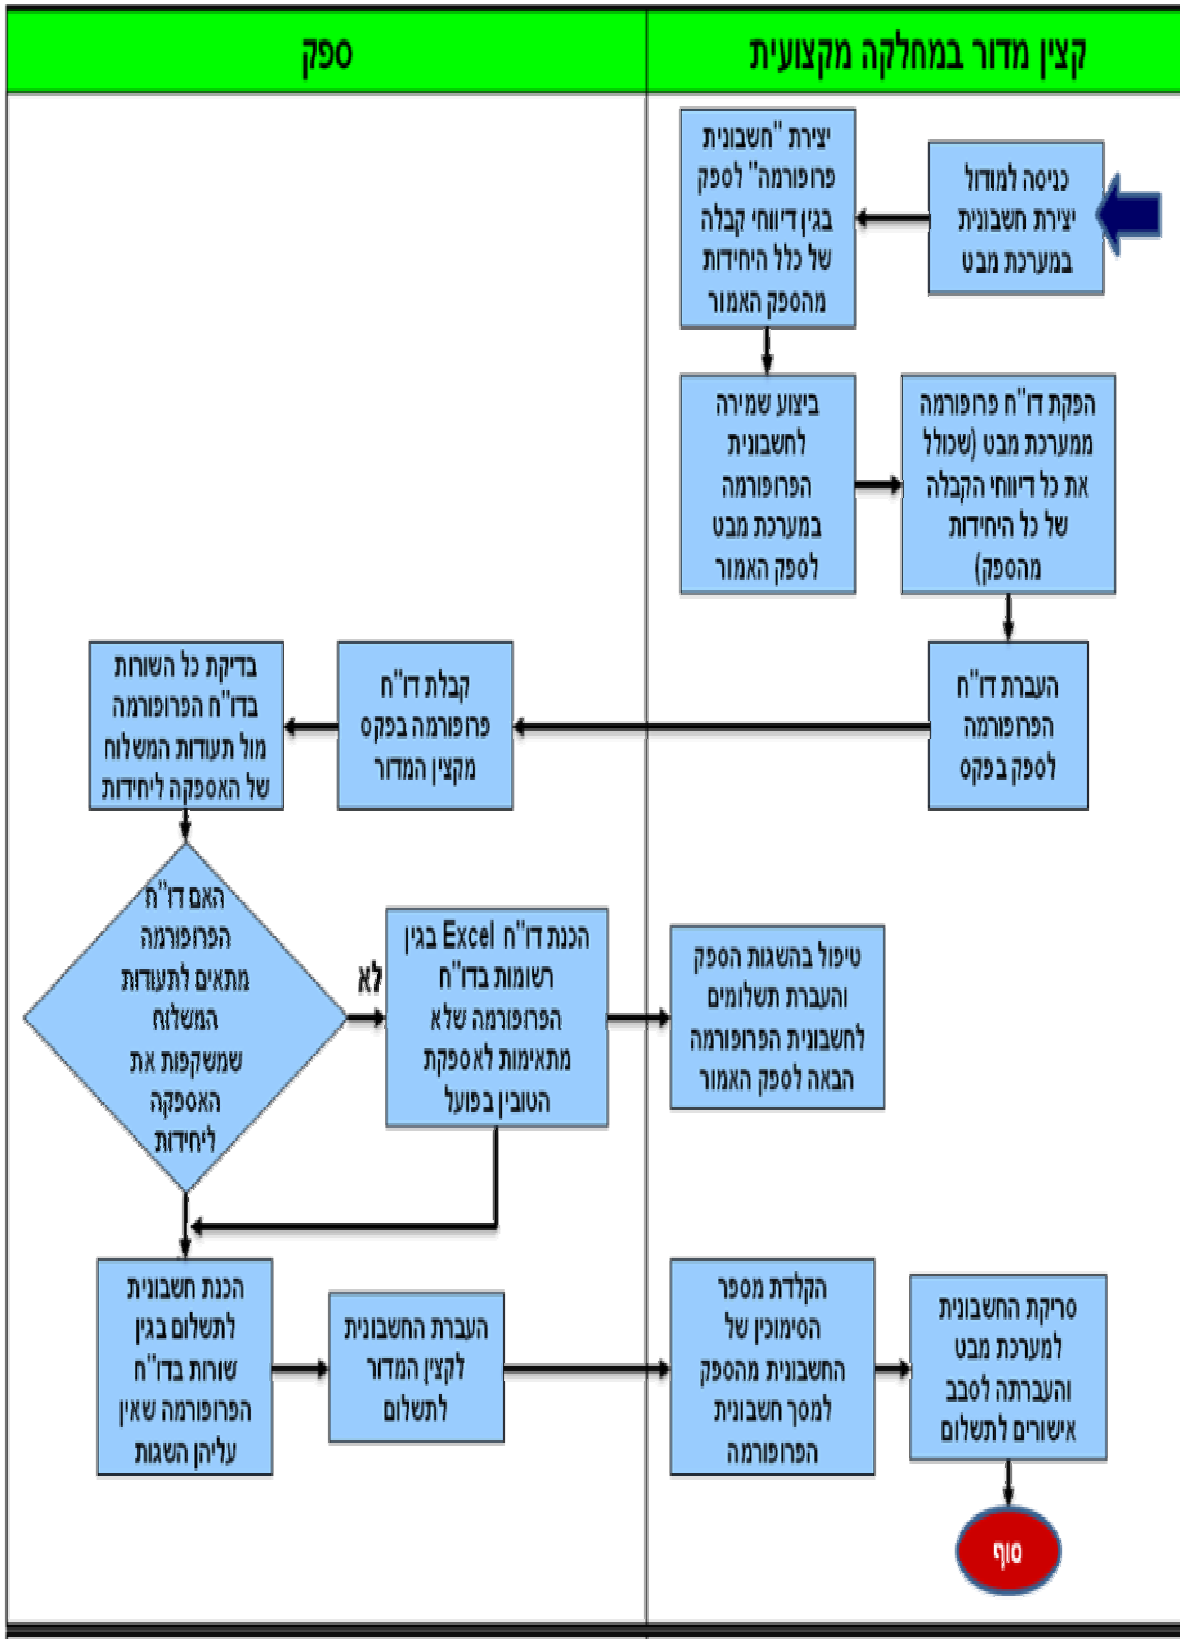 קצין מדור במחלקה מקצועית
ספק
כניסה למודול
יצירת חשבונית
במערכת מבט
יצירת "חשבונית
פרופורמה" לספק
בגין דיווחי קבלה
של כלל היחידות
מהספק האמור
ביצוע שמירה
לחשבונית
הפרופורמה
במערכת מבט
לספק האמור
הפקת דו"ח פרופורמה
ממערכת מבט (שכולל
את כל דיווחי הקבלה
של כל היחידות
מהספק)
העברת דו"ח
הפרופורמה
לספק בפקס
קבלת דו"ח
פרופורמה בפקס
מקצין המדור
בדיקת כל השורות
בדו"ח הפרופורמה
מול תעודות המשלוח
של האספקה ליחידות
האם דו"ח
הפרופורמה
מתאים לתעודות
המשלוח
שמשקפות את
האספקה
ליחידות
לא
הכנת דו"ח Excel בגין
רשומות בדו"ח
הפרופורמה שלא
מתאימות לאספקת
הטובין בפועל
טיפול בהשגות הספק
והעברת תשלומים
לחשבונית הפרופורמה
הבאה לספק האמור
הכנת חשבונית
לתשלום בגין
שורות בדו"ח
הפרופורמה שאין
עליהן השגות
העברת החשבונית
לקצין המדור
לתשלום
הקלדת מספר
הסימוכין של
החשבונית מהספק
למסך חשבונית
הפרופורמה
סריקת החשבונית
למערכת מבט
והעברתה לסבב
אישורים לתשלום
סוף